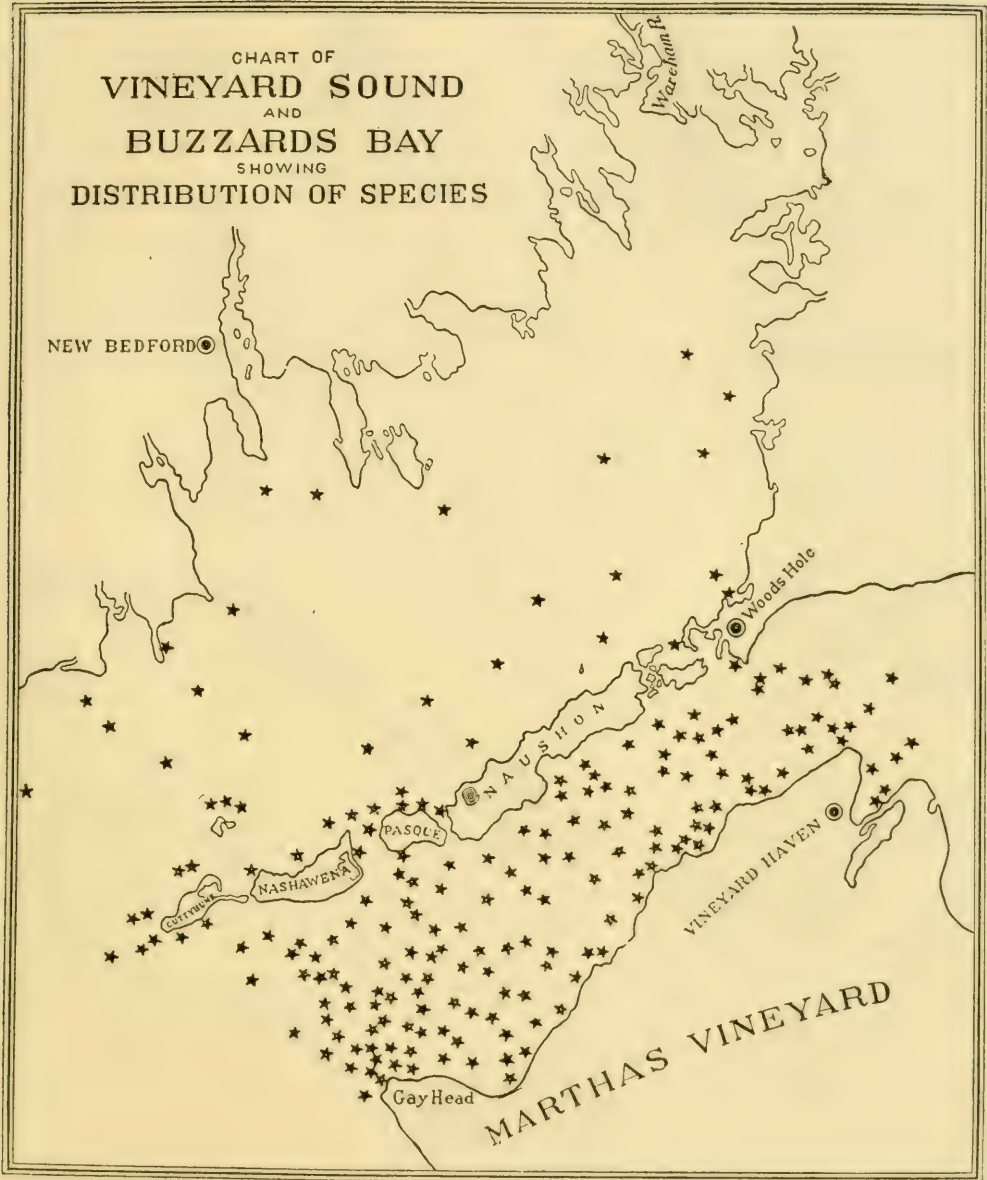 CHART OF
VINEYARD SOUND
AND
BUZZARDS BAY
SHOWING
DISTRIBUTION OF SPECIES
Wareham R.
NEW BEDFORD
Woods Hole
NAUSHON
PASQUE
NASHAWENA
CUTTYHUNK
VINEYARD HAVEN
MARTHAS VINEYARD
Gay Head